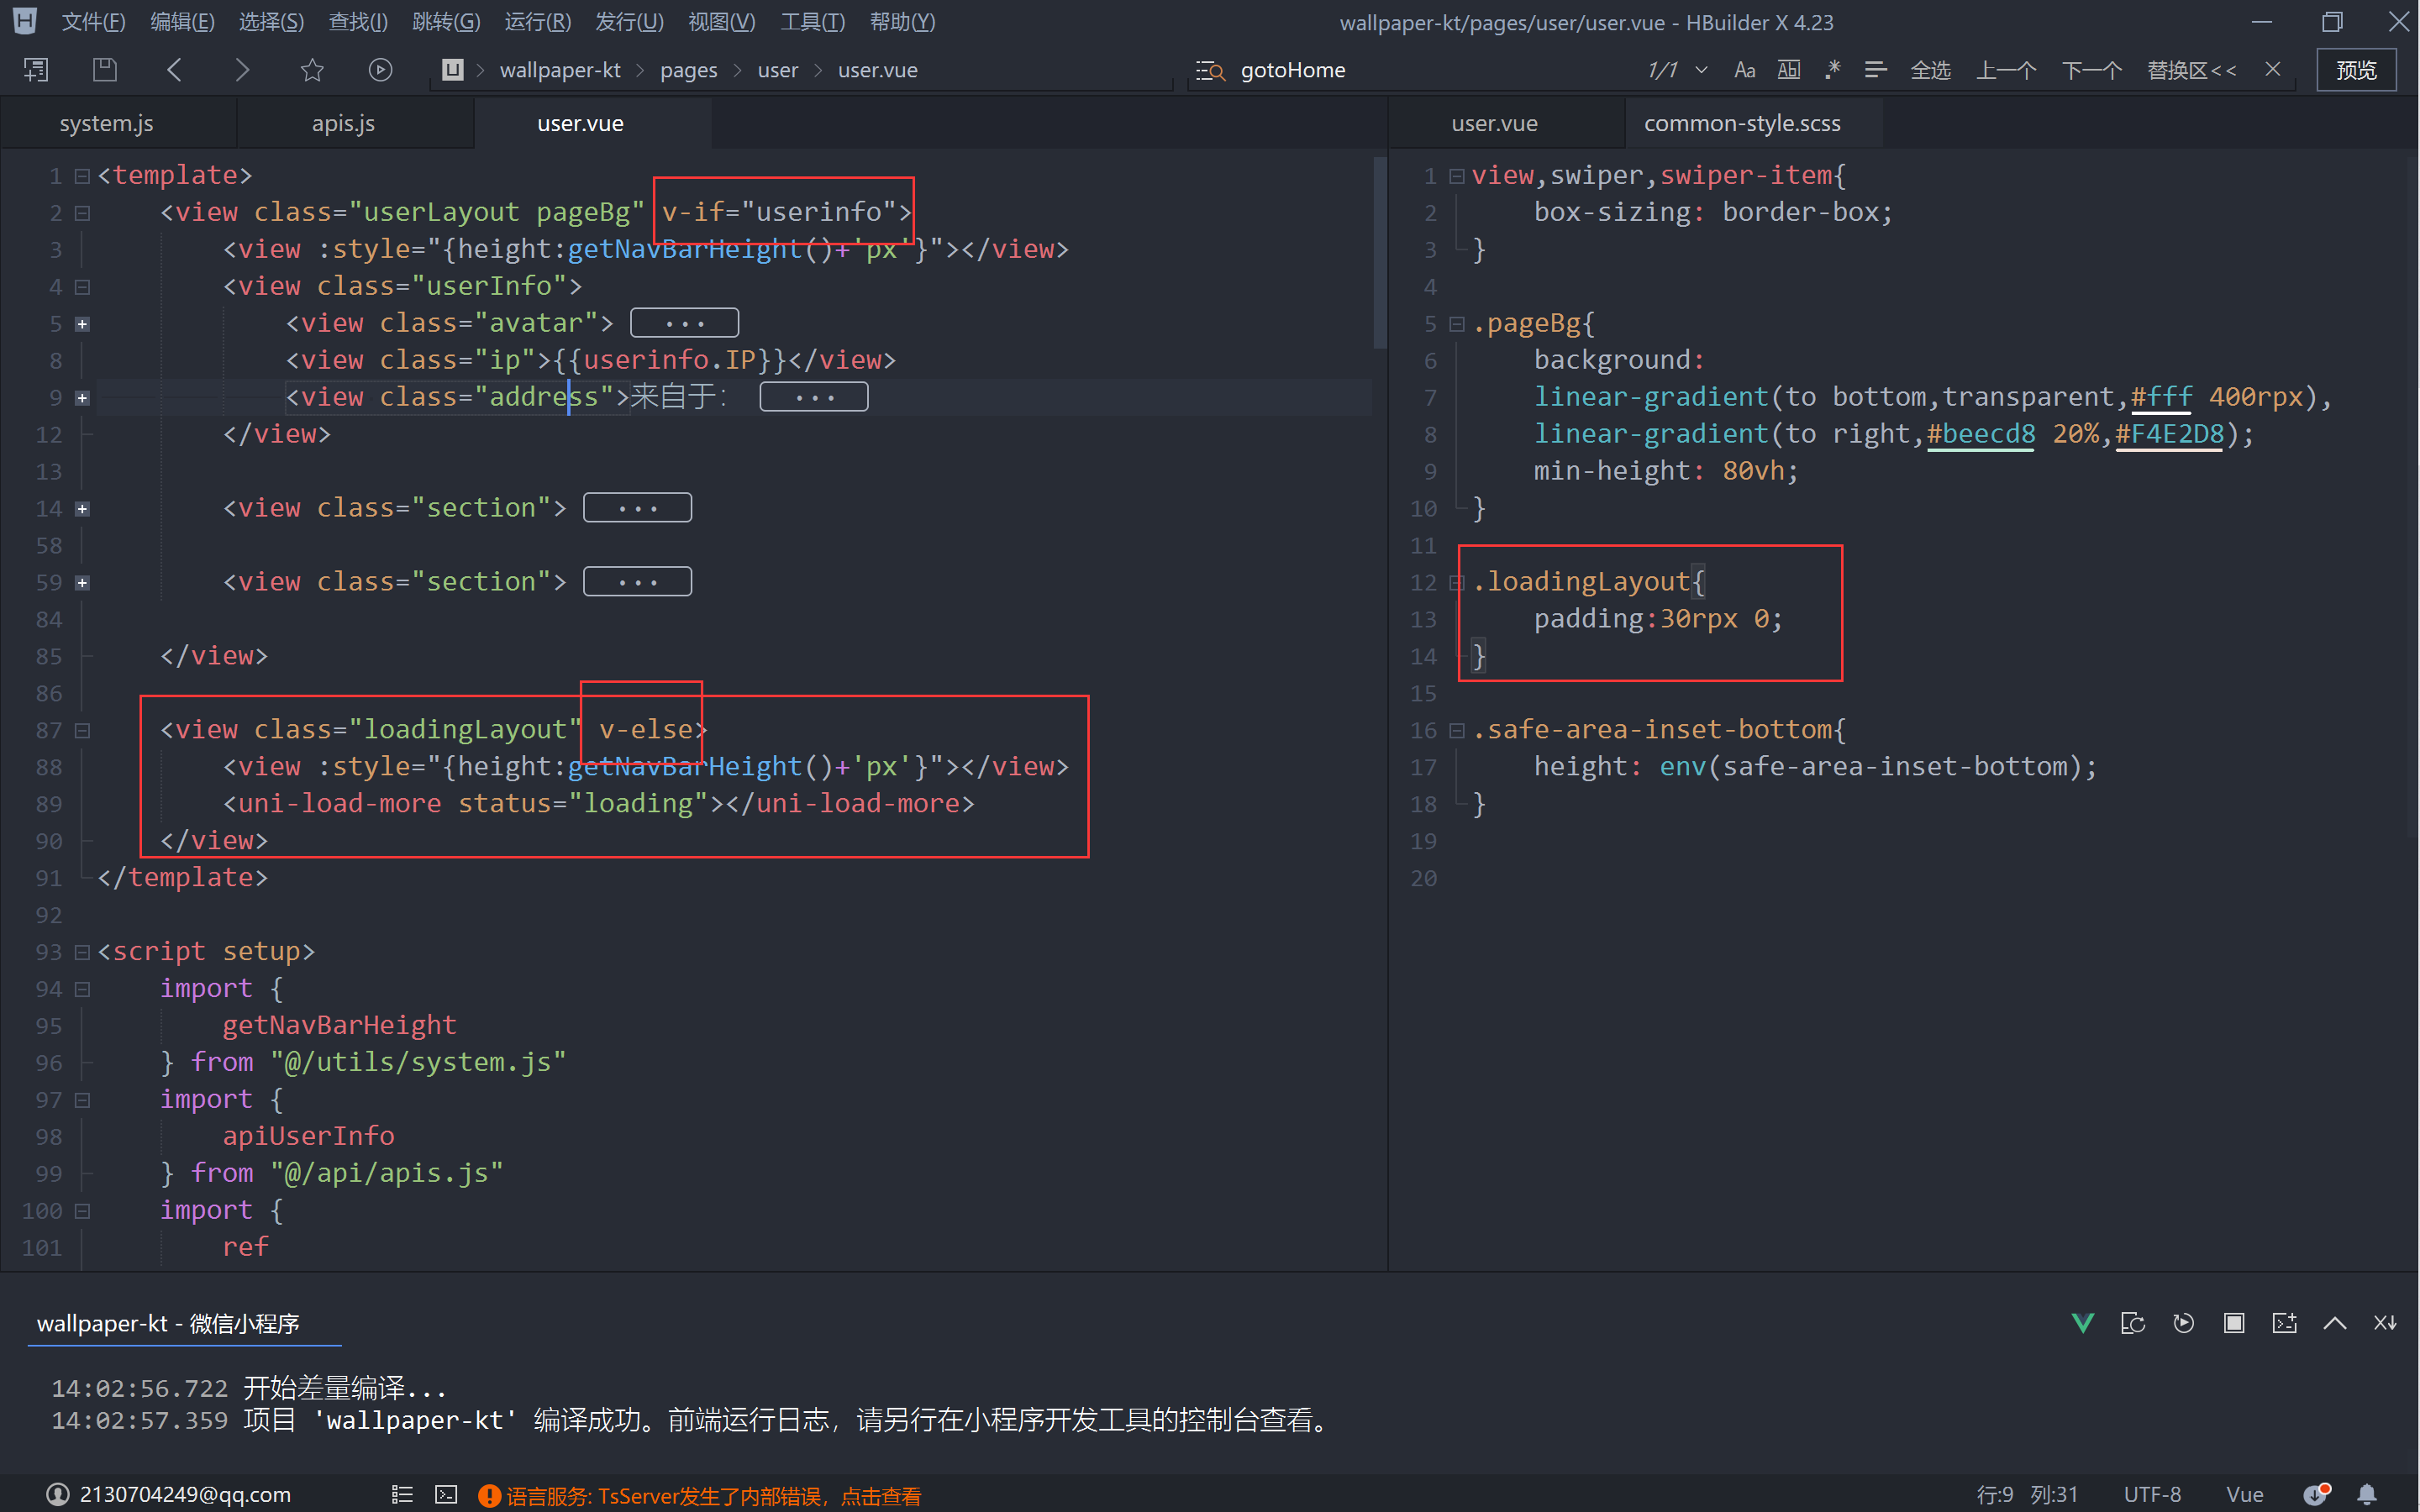 文件(F) 编辑(E) 选择(S) 查找(I) 跳转(G) 运行(R) 发行(U) 视图(V) 工具(T) 帮助(Y) wallpaper-kt/pages/user/user.vue - HBuilder X 4.23
wallpaper-kt pages user user.vue gotoHome 1/1 Aa Ab .* 全选 上一个 下一个 替换区<< 预览
system.js apis.js user.vue
1 <template>
2 <view class="userLayout pageBg" v-if="userinfo">
3 <view :style="{height:getNavBarHeight()+'px'}"></view>
4 <view class="userInfo">
5 <view class="avatar"> ...
8 <view class="ip">{{userinfo.IP}}</view>
9 <view class="address">来自于: ...
12 </view>
13
14 <view class="section"> ...
58
59 <view class="section"> ...
84
85 </view>
86
87 <view class="loadingLayout" v-else>
88 <view :style="{height:getNavBarHeight()+'px'}"></view>
89 <uni-load-more status="loading"></uni-load-more>
90 </view>
91 </template>
92
93 <script setup>
94 import {
95 getNavBarHeight
96 } from "@/utils/system.js"
97 import {
98 apiUserInfo
99 } from "@/api/apis.js"
100 import {
101 ref
user.vue common-style.scss
1 view,swiper,swiper-item{
2 box-sizing: border-box;
3 }
4
5 .pageBg{
6 background:
7 linear-gradient(to bottom,transparent,#fff 400rpx),
8 linear-gradient(to right,#beecd8 20%,#F4E2D8);
9 min-height: 80vh;
10 }
11
12 .loadingLayout{
13 padding:30rpx 0;
14 }
15
16 .safe-area-inset-bottom{
17 height: env(safe-area-inset-bottom);
18 }
19
20
wallpaper-kt - 微信小程序
14:02:56.722 开始差量编译...
14:02:57.359 项目 'wallpaper-kt' 编译成功。前端运行日志，请另行在小程序开发工具的控制台查看。
2130704249@qq.com 语言服务: TsServer发生了内部错误，点击查看 行:9 列:31 UTF-8 Vue